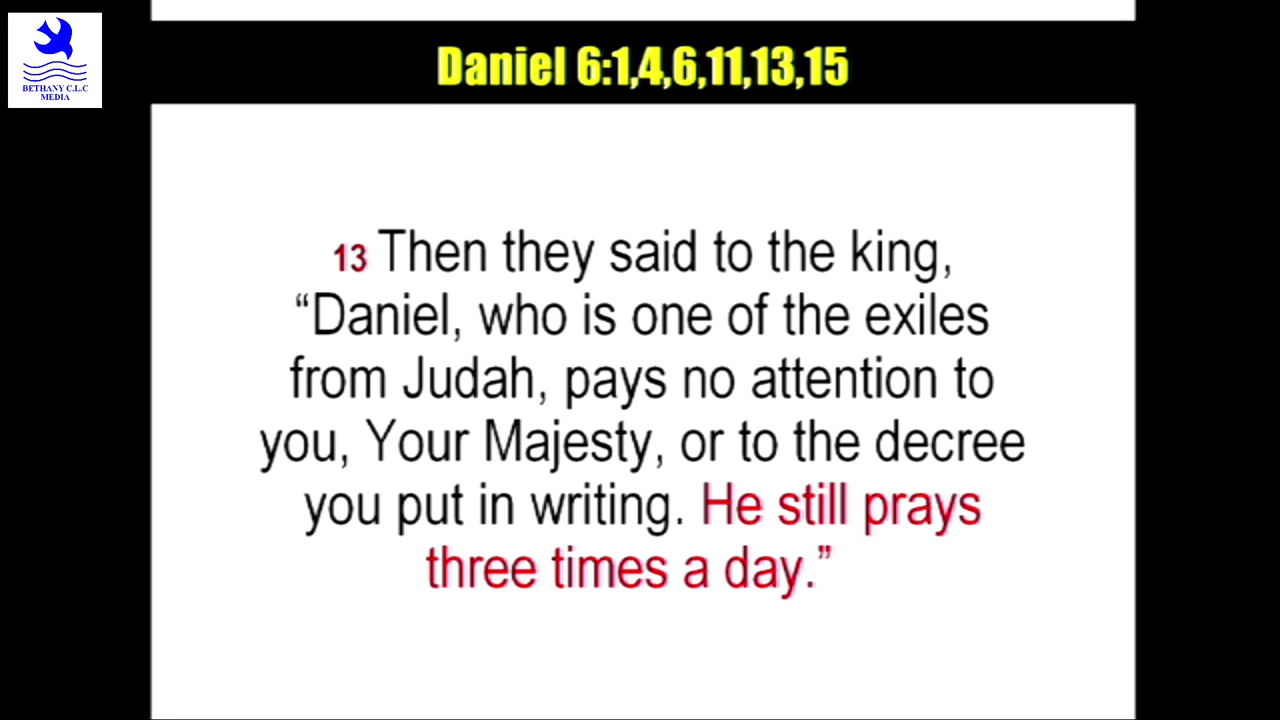 BETHANY C.L.C
MEDIA
Daniel 6:1,4,6,11,13,15
13 Then they said to the king,
“Daniel, who is one of the exiles
from Judah, pays no attention to
you, Your Majesty, or to the decree
you put in writing. He still prays
three times a day.”